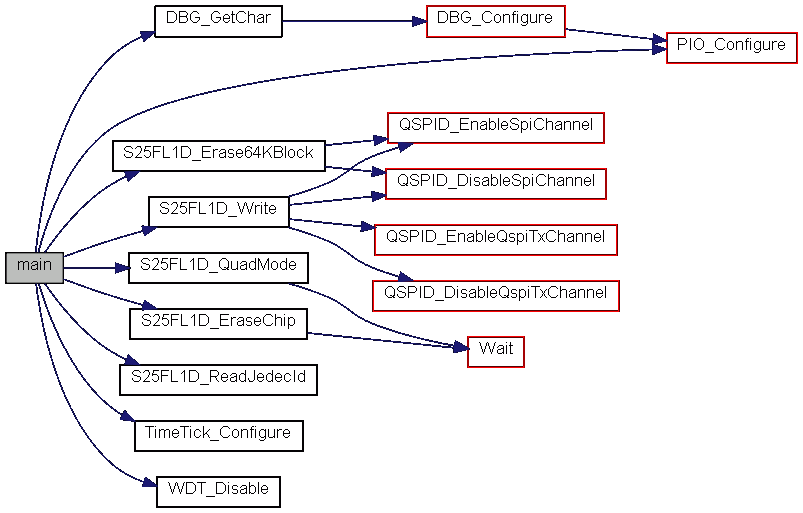 DBG_GetChar
DBG_Configure
PIO_Configure
QSPID_EnableSpiChannel
S25FL1D_Erase64KBlock
QSPID_DisableSpiChannel
S25FL1D_Write
QSPID_EnableQspiTxChannel
main
S25FL1D_QuadMode
QSPID_DisableQspiTxChannel
S25FL1D_EraseChip
Wait
S25FL1D_ReadJedecId
TimeTick_Configure
WDT_Disable